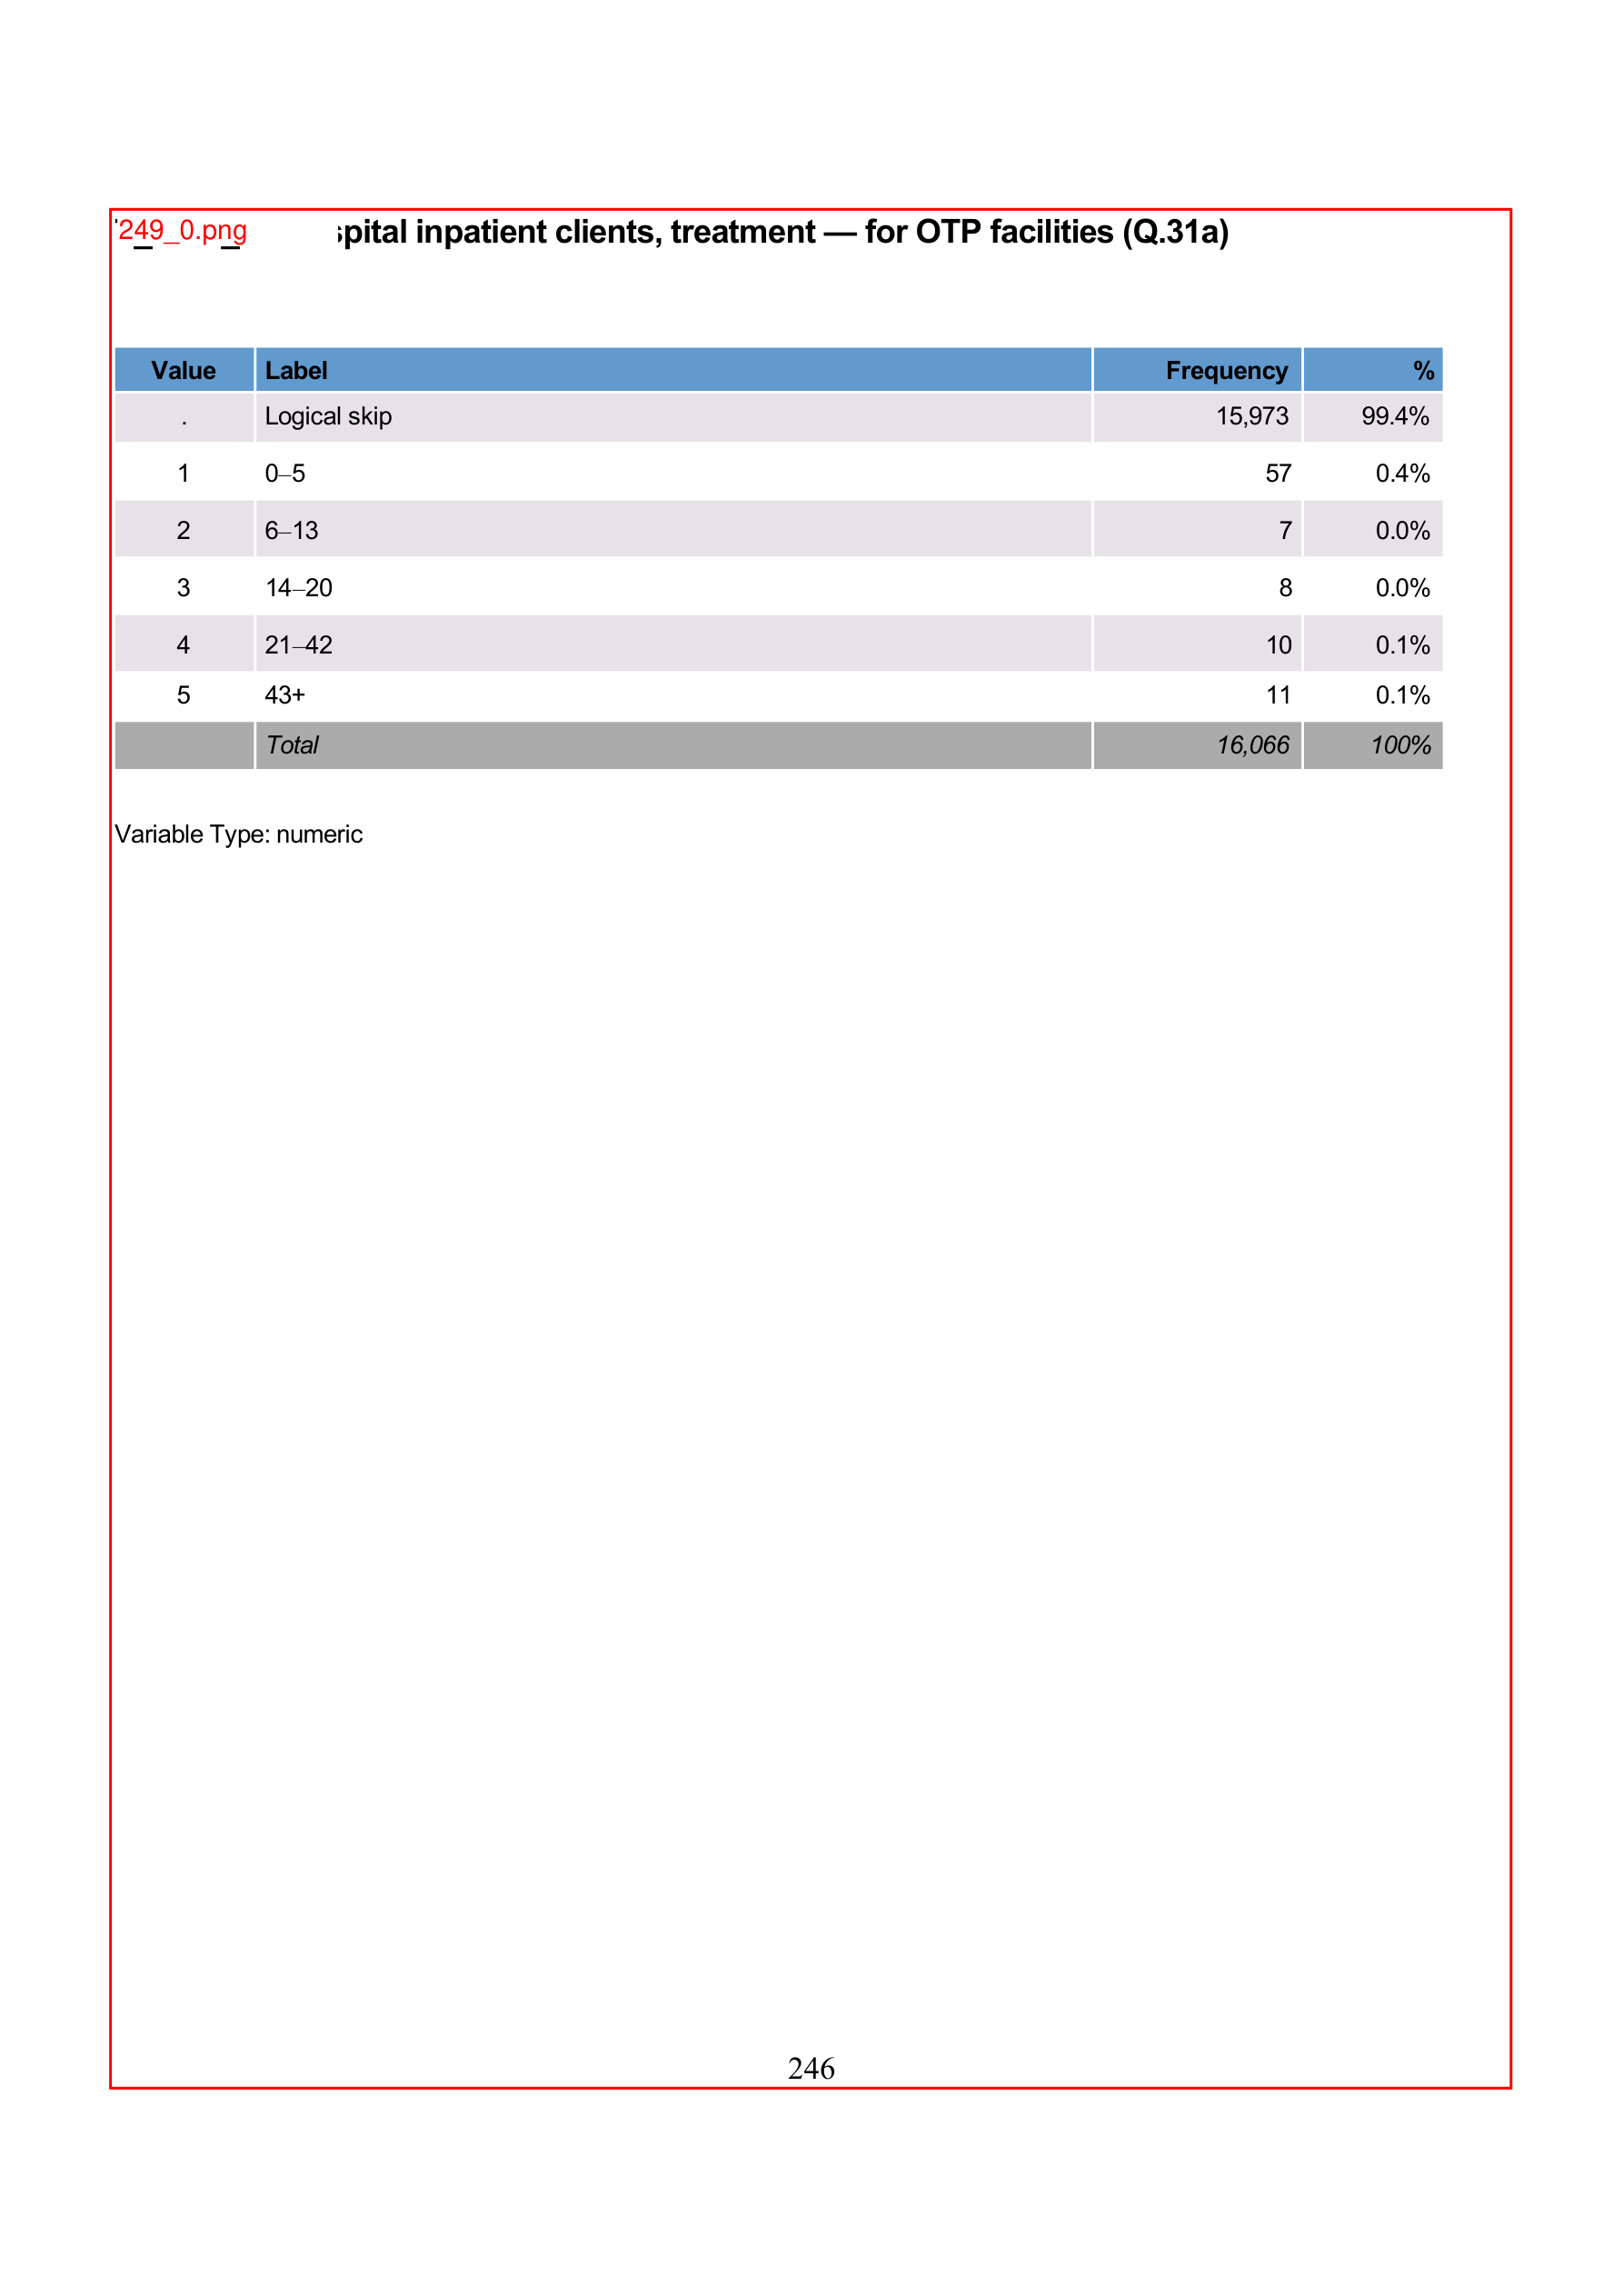 249_0.png
spital inpatient clients, treatment — for OTP facilities (Q.31a)
Value Label Frequency %
. Logical skip 15,973 99.4%
1 0–5 57 0.4%
2 6–13 7 0.0%
3 14–20 8 0.0%
4 21–42 10 0.1%
5 43+ 11 0.1%
Total 16,066 100%
Variable Type: numeric
246